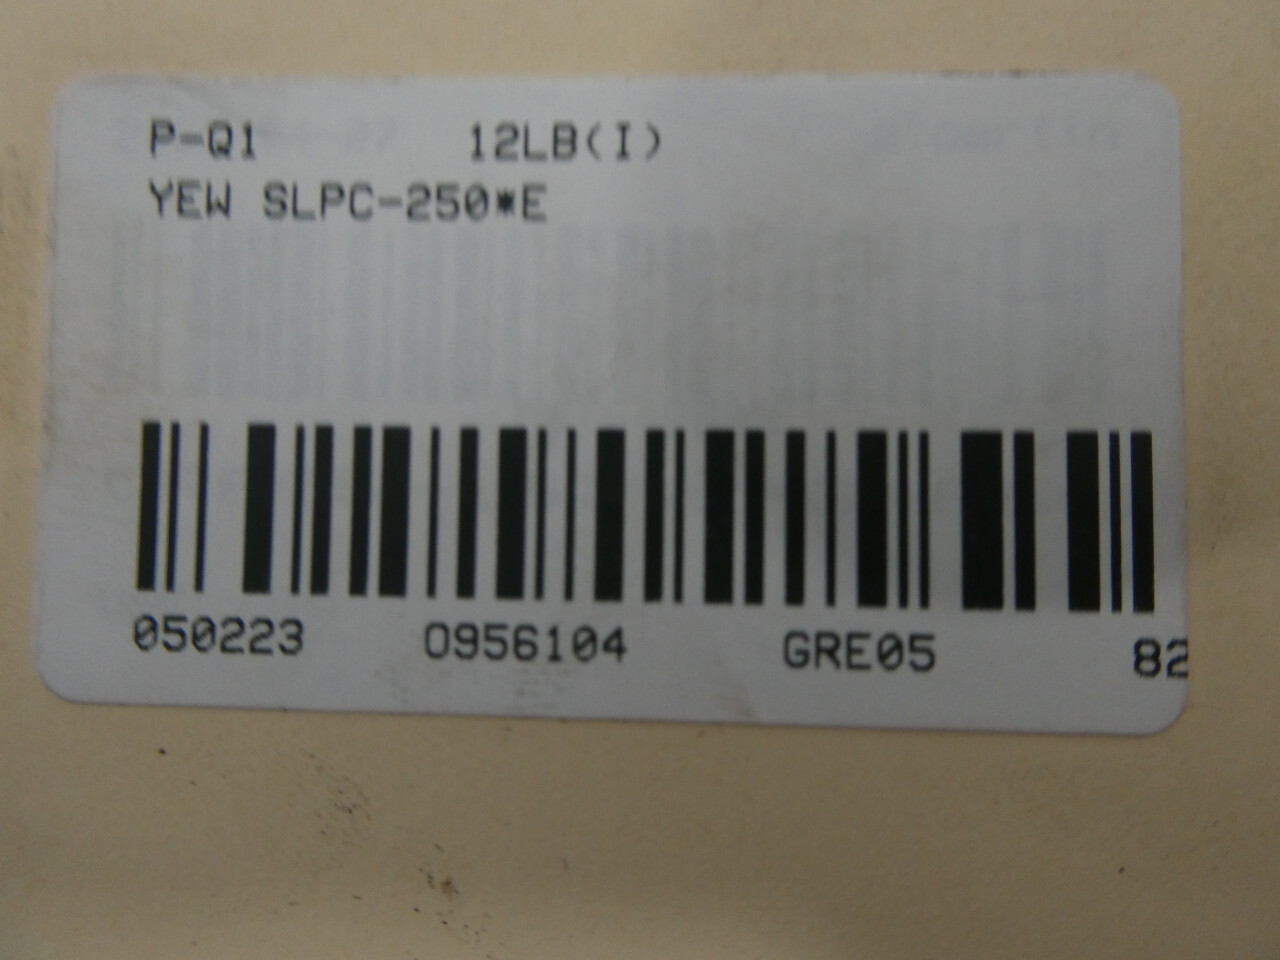 P-Q1 12LB(I)
YEW SLPC-250*E
050223 0956104 GRE05 82